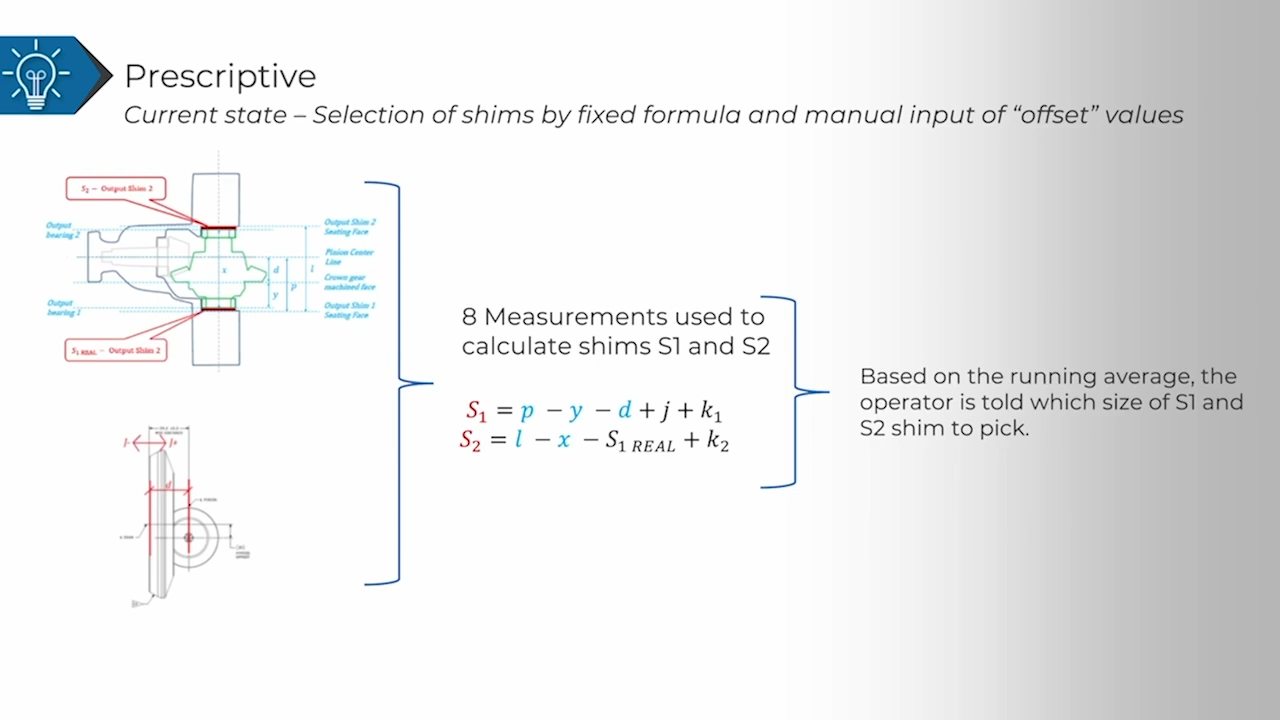 Prescriptive
Current state – Selection of shims by fixed formula and manual input of “offset” values
S2 – Output Shim 2
Output
bearing 2
Output Shim 2
Seating Face
Pinion Center
Line
x
d
l
p
Crown gear
machined face
y
Output
bearing 1
Output Shim 1
Seating Face
S1 REAL – Output Shim 2
J-
J+
d
8 Measurements used to
calculate shims S1 and S2
S1 = p − y − d + j + k1
S2 = l − x − S1 REAL + k2
Based on the running average, the
operator is told which size of S1 and
S2 shim to pick.